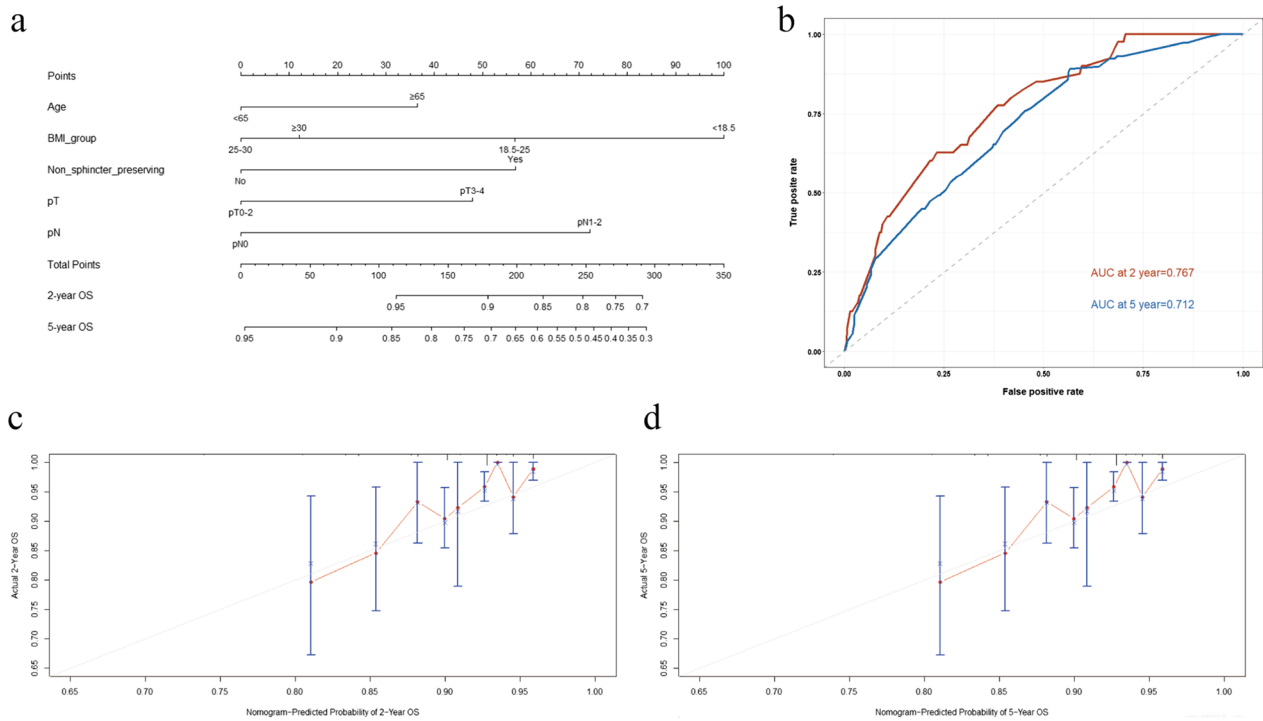 a
Points
0 10 20 30 40 50 60 70 80 90 100
Age
<65
≥65
BMI_group
25-30
≥30
18.5-25
<18.5
Non_sphincter_preserving
No
Yes
pT
pT0-2
pT3-4
pN
pN0
pN1-2
Total Points
0 50 100 150 200 250 300 350
2-year OS
0.95 0.9 0.85 0.8 0.75 0.7
5-year OS
0.95 0.9 0.85 0.8 0.75 0.7 0.65 0.6 0.55 0.5 0.45 0.4 0.35 0.3
b
True posite rate
1.00
0.75
0.50
0.25
0.00
AUC at 2 year=0.767
AUC at 5 year=0.712
0.00 0.25 0.50 0.75 1.00
False positive rate
c
Actual 2-Year OS
1.00
0.95
0.90
0.85
0.80
0.75
0.70
0.65
0.65 0.70 0.75 0.80 0.85 0.90 0.95 1.00
Nomogram-Predicted Probability of 2-Year OS
d
Actual 5-Year OS
1.00
0.95
0.90
0.85
0.80
0.75
0.70
0.65
0.65 0.70 0.75 0.80 0.85 0.90 0.95 1.00
Nomogram-Predicted Probability of 5-Year OS